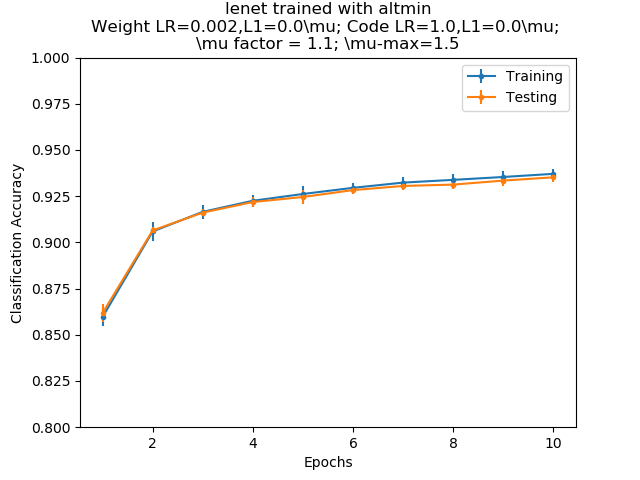 lenet trained with altmin
Weight LR=0.002,L1=0.0\mu; Code LR=1.0,L1=0.0\mu;
\mu factor = 1.1; \mu-max=1.5
Training
Testing
Classification Accuracy
1.000
0.975
0.950
0.925
0.900
0.875
0.850
0.825
0.800
2
4
6
8
10
Epochs